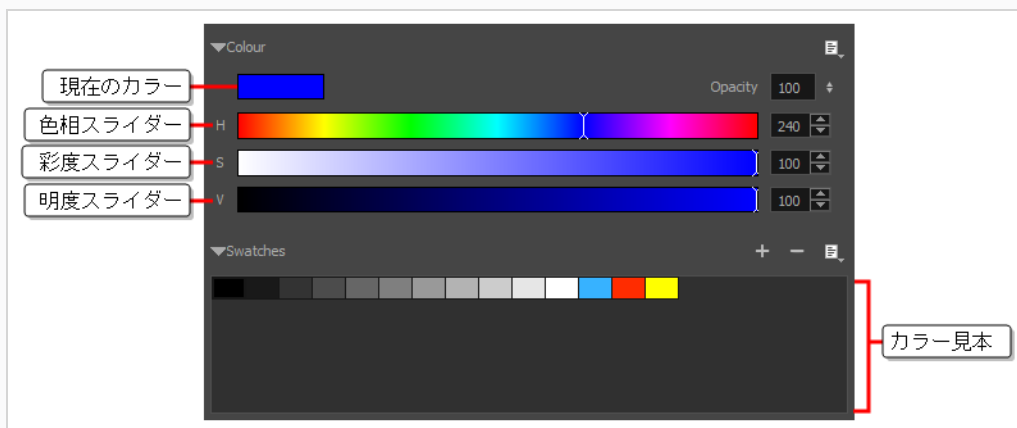 Colour
現在のカラー
Opacity 100
色相スライダー
H 240
彩度スライダー
S 100
明度スライダー
V 100
Swatches + −
カラー見本